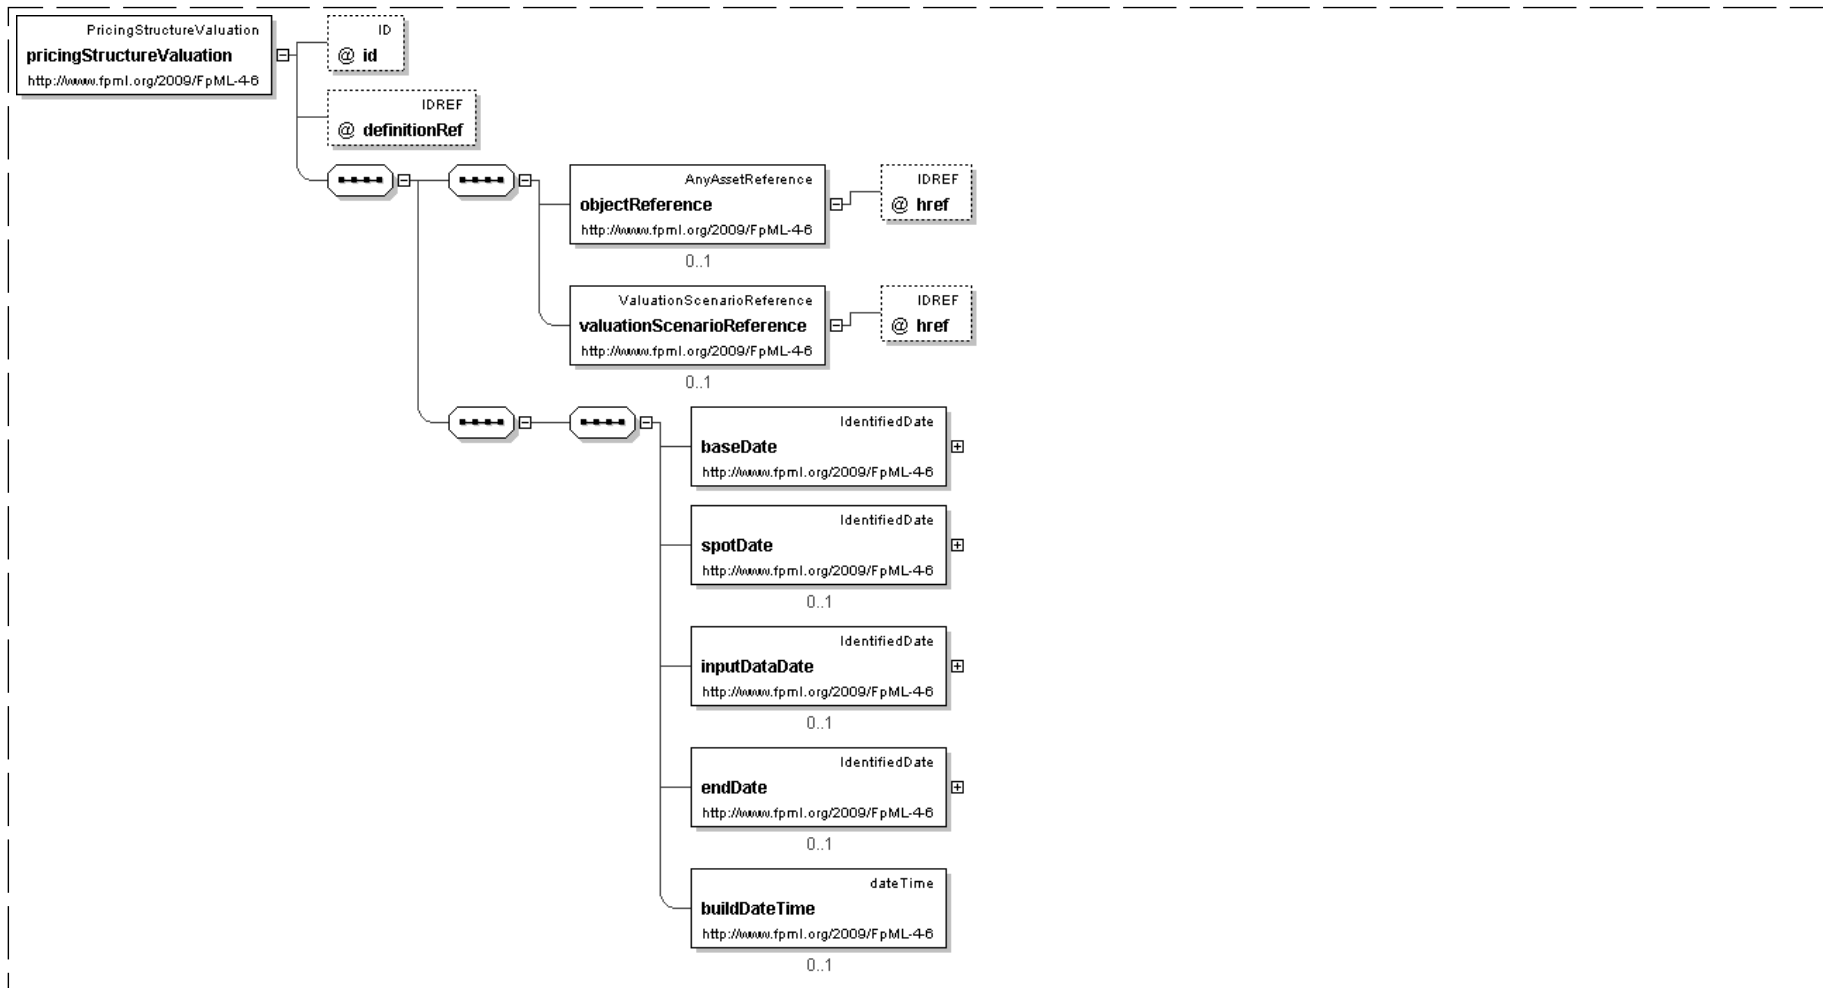 PricingStructureValuation
pricingStructureValuation
http://www.fpml.org/2009/FpML-4-6
ID
@ id
IDREF
@ definitionRef
AnyAssetReference
objectReference
http://www.fpml.org/2009/FpML-4-6
0..1
IDREF
@ href
ValuationScenarioReference
valuationScenarioReference
http://www.fpml.org/2009/FpML-4-6
0..1
IDREF
@ href
IdentifiedDate
baseDate
http://www.fpml.org/2009/FpML-4-6
IdentifiedDate
spotDate
http://www.fpml.org/2009/FpML-4-6
0..1
IdentifiedDate
inputDataDate
http://www.fpml.org/2009/FpML-4-6
0..1
IdentifiedDate
endDate
http://www.fpml.org/2009/FpML-4-6
0..1
dateTime
buildDateTime
http://www.fpml.org/2009/FpML-4-6
0..1